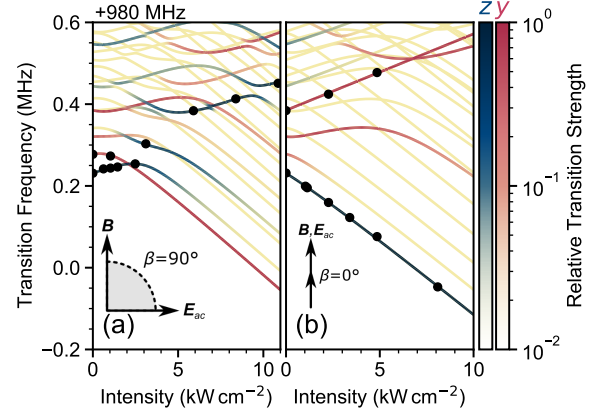 +980 MHz
z y
Transition Frequency (MHz)
0.6
0.4
0.2
0.0
−0.2
B
β=90°
E_ac
(a)
B, E_ac
β=0°
(b)
10⁰
10⁻¹
10⁻²
Relative Transition Strength
0 5 10 0 5 10
Intensity (kW cm⁻²) Intensity (kW cm⁻²)